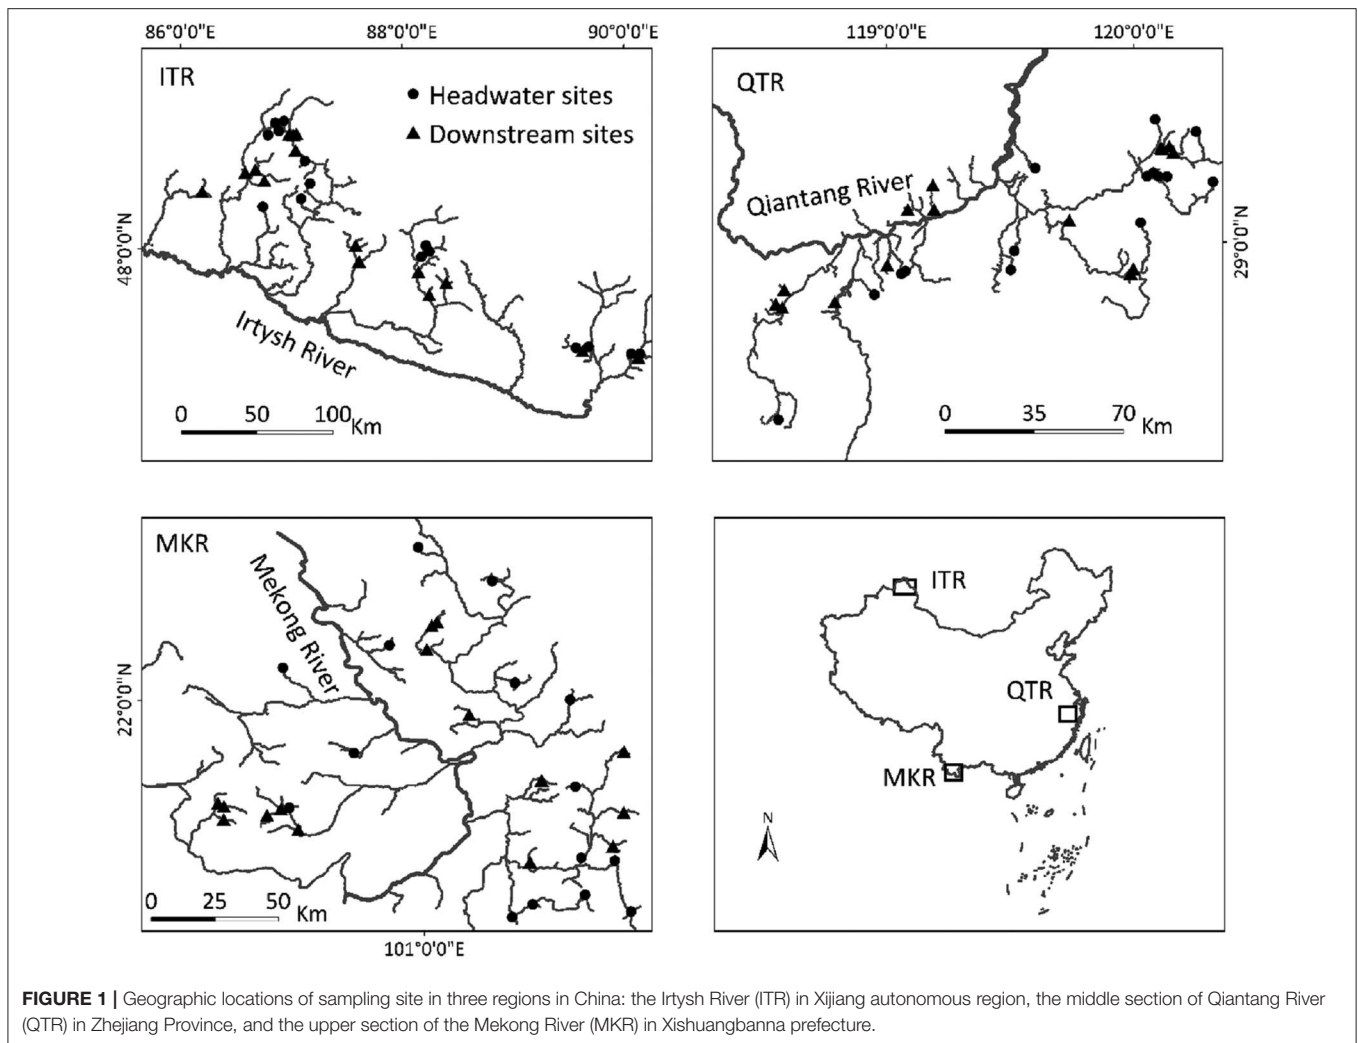 86°0'0"E 88°0'0"E 90°0'0"E
119°0'0"E 120°0'0"E
ITR
Headwater sites
Downstream sites
48°0'0"N
Irtysh River
0 50 100 Km
QTR
Qiantang River
29°0'0"N
0 35 70 Km
MKR
Mekong River
22°0'0"N
0 25 50 Km
101°0'0"E
ITR
QTR
MKR
N
FIGURE 1 | Geographic locations of sampling site in three regions in China: the Irtysh River (ITR) in Xijiang autonomous region, the middle section of Qiantang River
(QTR) in Zhejiang Province, and the upper section of the Mekong River (MKR) in Xishuangbanna prefecture.